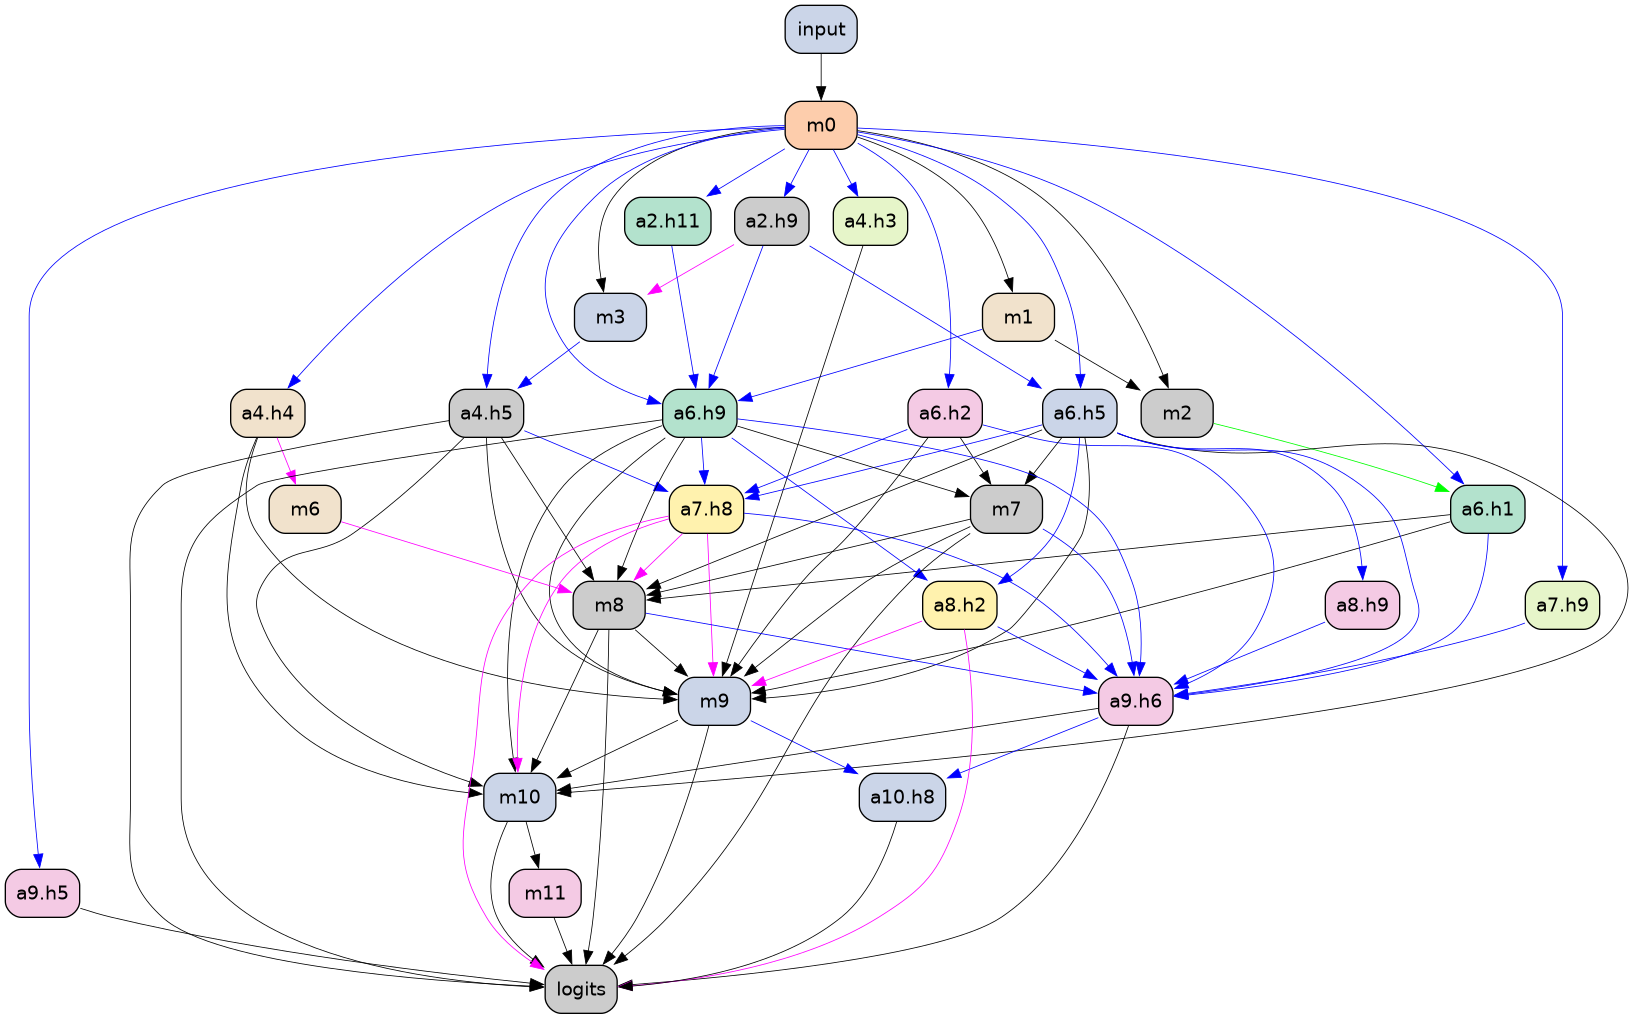 input
m0
a2.h11 a2.h9 a4.h3
m3 m1
a4.h4 a4.h5 a6.h9 a6.h2 a6.h5 m2
m6 a7.h8 m7 a6.h1
m8 a8.h2 a8.h9 a7.h9
m9 a9.h6
m10 a10.h8
a9.h5 m11
logits